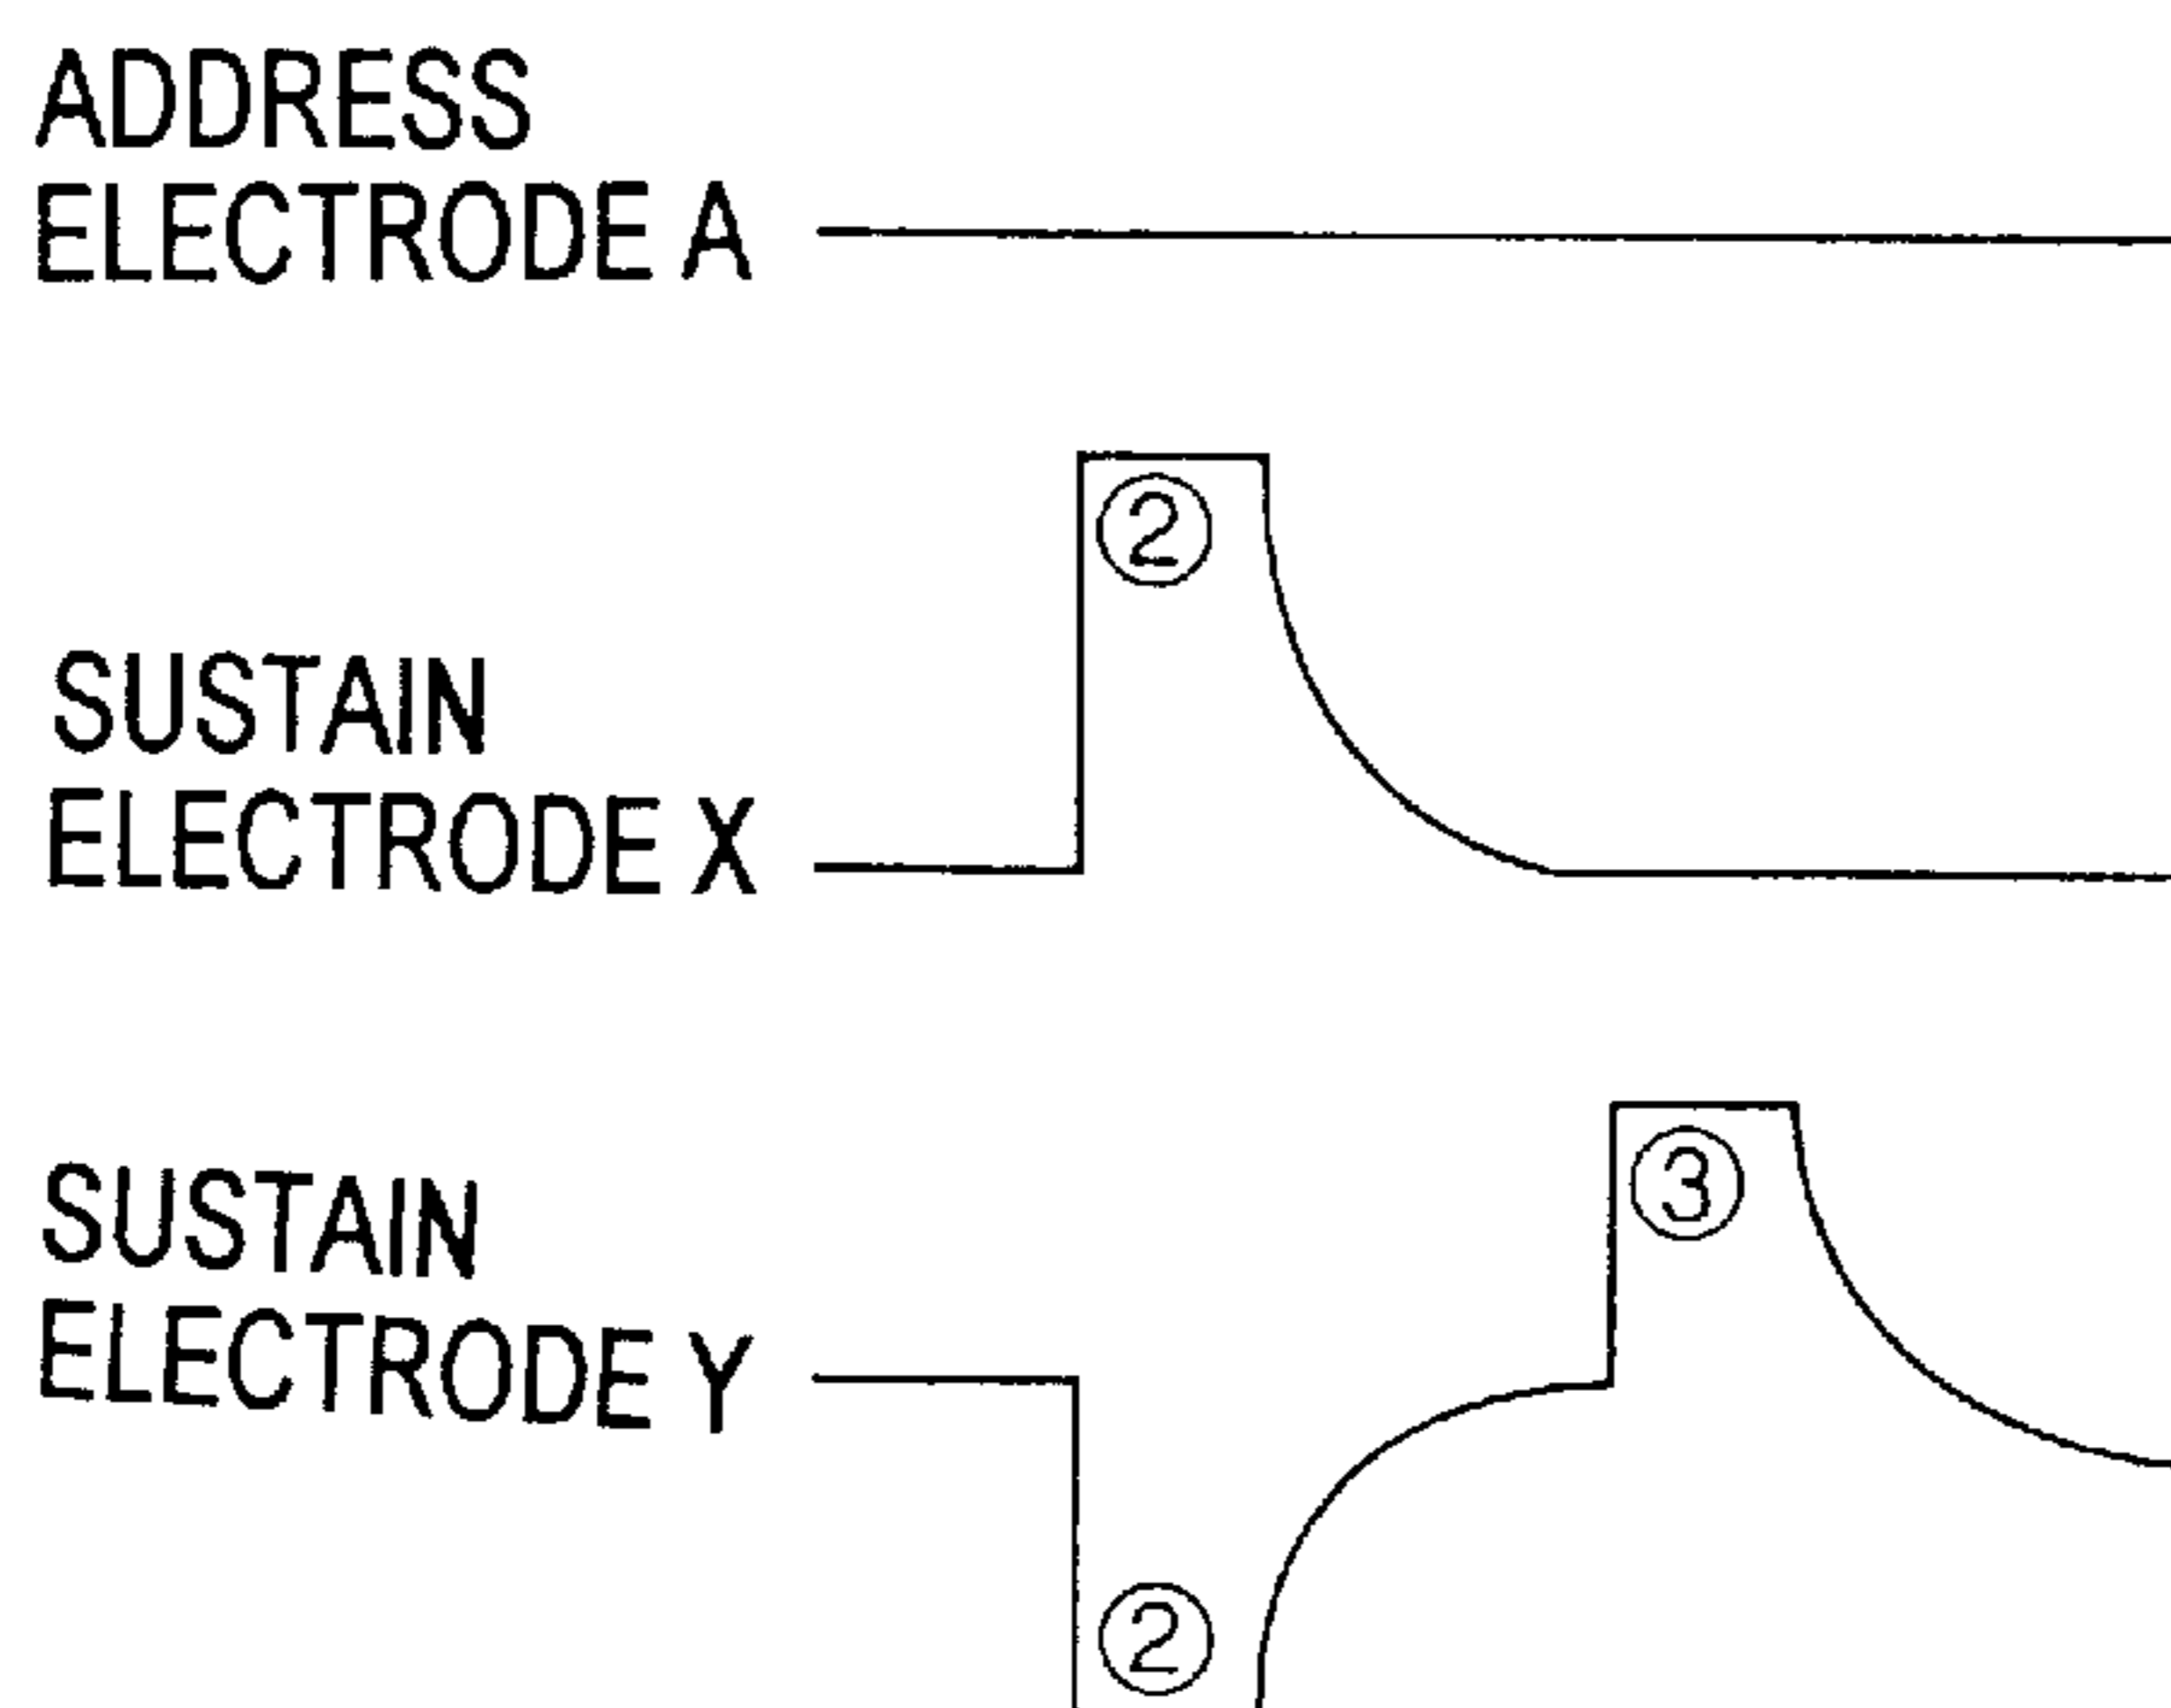 ADDRESS
ELECTRODE A
②
SUSTAIN
ELECTRODE X
③
SUSTAIN
ELECTRODE Y
②